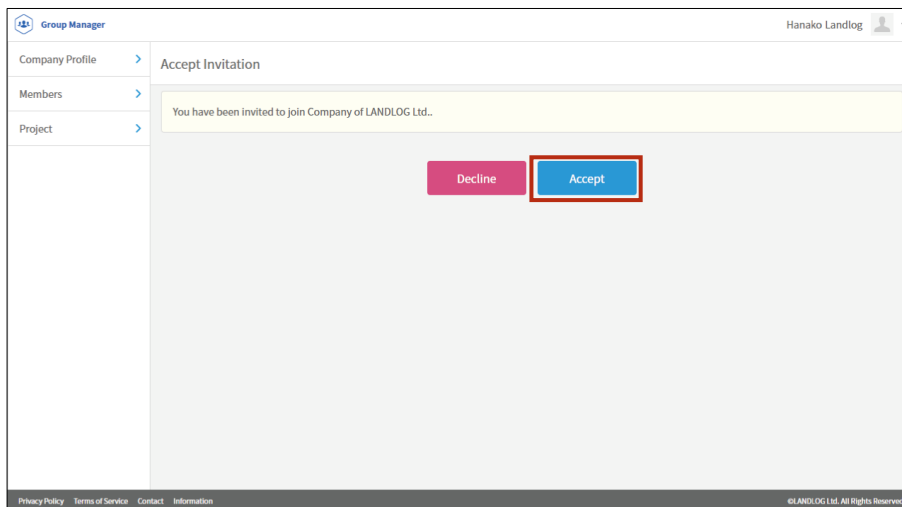 Group Manager
Hanako Landlog
Company Profile
Members
Project
Accept Invitation
You have been invited to join Company of LANDLOG Ltd..
Decline
Accept
Privacy Policy Terms of Service Contact Information
©LANDLOG Ltd. All Rights Reserved